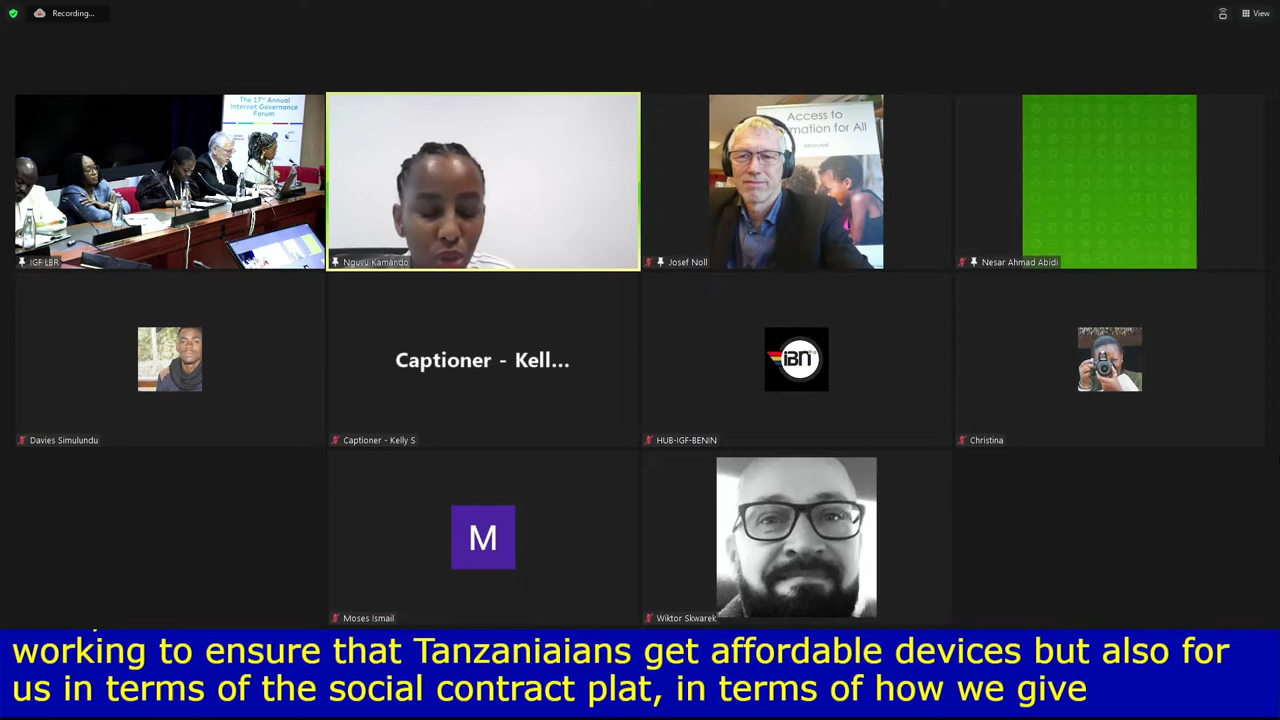 Recording...
View
The 17th Annual
Internet Governance
Forum
IGF LBR
Nguvu Kamando
Access to
mation for All
Josef Noll
Nesar Ahmad Abidi
Davies Simulundu
Captioner - Kell...
Captioner - Kelly S
iBN
HUB-IGF-BENIN
Christina
M
Moses Ismail
Wiktor Skwarek
working to ensure that Tanzaniaians get affordable devices but also for
us in terms of the social contract plat, in terms of how we give